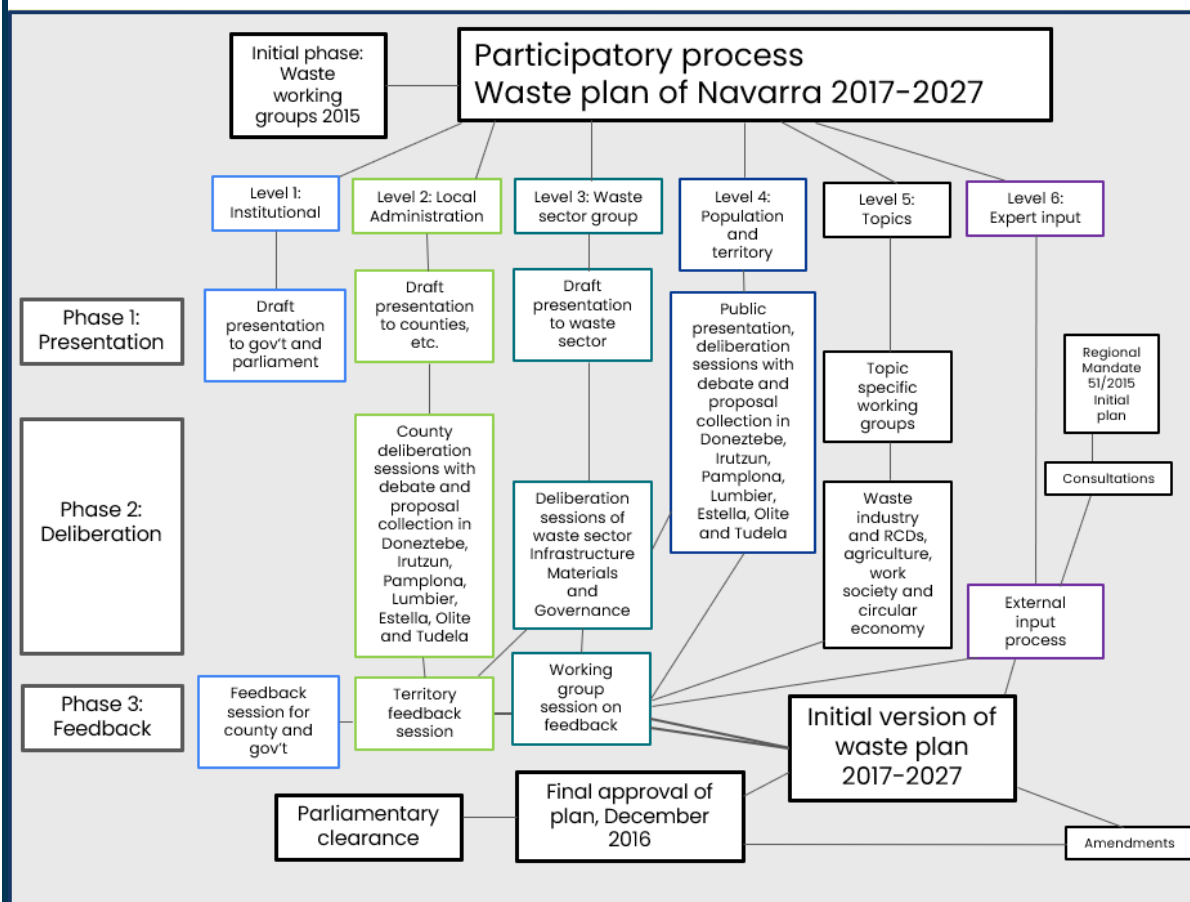 Initial phase:
Waste
working
groups 2015
Participatory process
Waste plan of Navarra 2017-2027
Level 1:
Institutional
Level 2: Local
Administration
Level 3: Waste
sector group
Level 4:
Population
and
territory
Level 5:
Topics
Level 6:
Expert input
Phase 1:
Presentation
Draft
presentation
to gov't and
parliament
Draft
presentation
to counties,
etc.
Draft
presentation
to waste
sector
Public
presentation,
deliberation
sessions with
debate and
proposal
collection in
Doneztebe,
Irutzun,
Pamplona,
Lumbier,
Estella, Olite
and Tudela
Topic
specific
working
groups
Regional
Mandate
51/2015
Initial
plan
Consultations
Phase 2:
Deliberation
County
deliberation
sessions with
debate and
proposal
collection in
Doneztebe,
Irutzun,
Pamplona,
Lumbier,
Estella, Olite
and Tudela
Deliberation
sessions of
waste sector
Infrastructure
Materials
and
Governance
Waste
industry
and RCDs,
agriculture,
work
society and
circular
economy
External
input
process
Phase 3:
Feedback
Feedback
session for
county and
gov't
Territory
feedback
session
Working
group
session on
feedback
Initial version of
waste plan
2017-2027
Parliamentary
clearance
Final approval of
plan, December
2016
Amendments